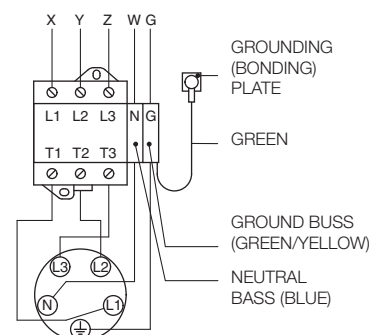 X Y Z W G
GROUNDING
(BONDING)
PLATE
L1 L2 L3 N G
GREEN
T1 T2 T3
GROUND BUSS
(GREEN/YELLOW)
L3 L2
NEUTRAL
BASS (BLUE)
N L1